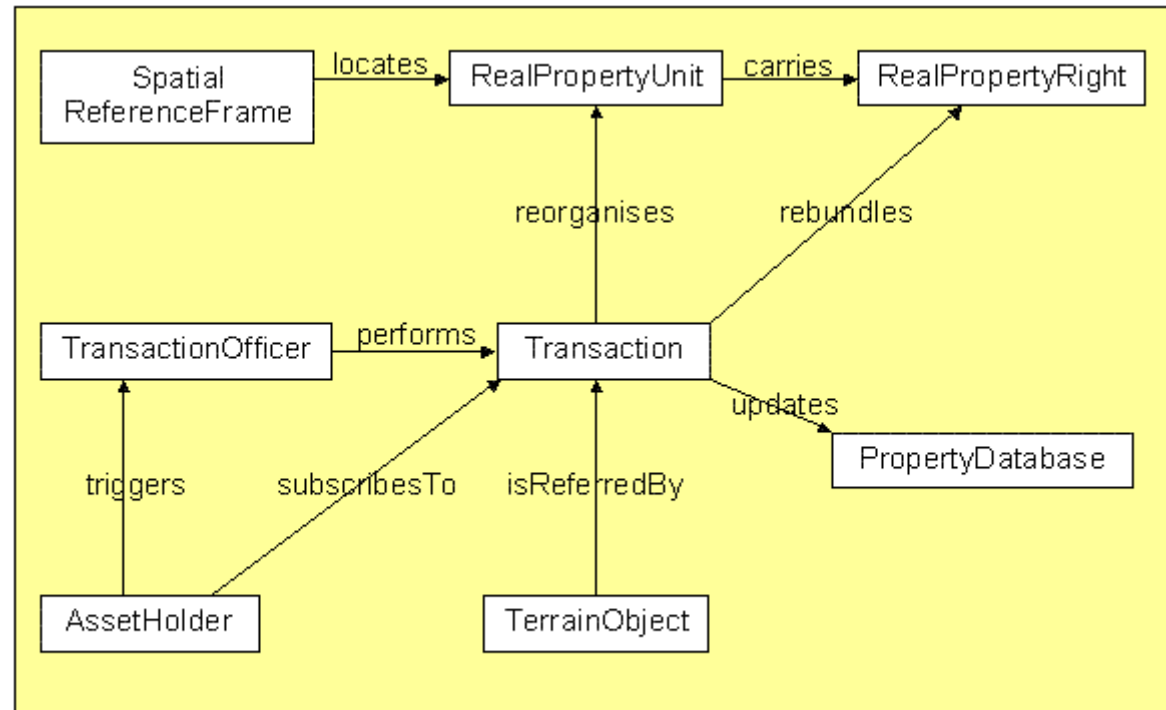 Spatial
ReferenceFrame
locates
RealPropertyUnit
carries
RealPropertyRight
reorganises
rebundles
TransactionOfficer
performs
Transaction
updates
PropertyDatabase
triggers
subscribesTo
isReferredBy
AssetHolder
TerrainObject